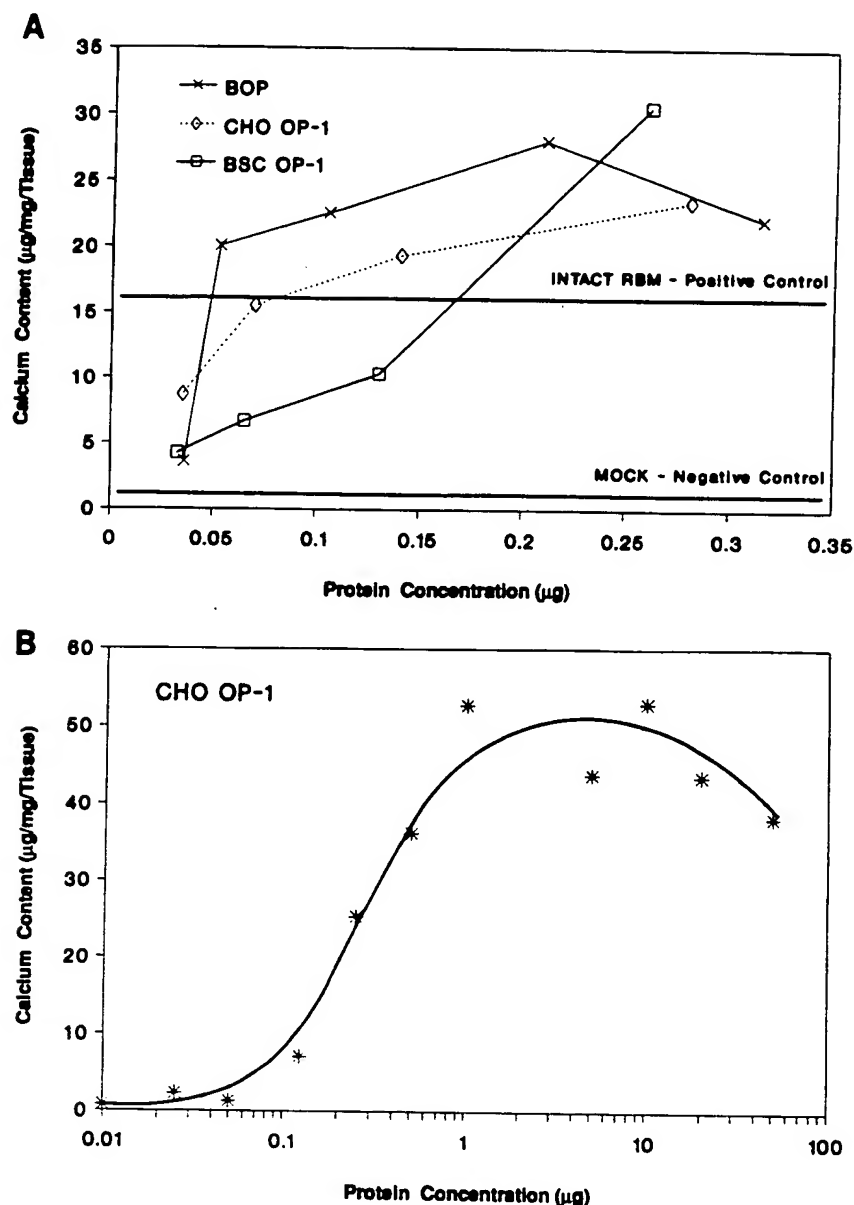 A
35
30
25
20
15
10
5
0
Calcium Content (µg/mg/Tissue)
BOP
CHO OP-1
BSC OP-1
INTACT RBM - Positive Control
MOCK - Negative Control
0 0.05 0.1 0.15 0.2 0.25 0.3 0.35
Protein Concentration (µg)
B
60
50
40
30
20
10
0
Calcium Content (µg/mg/Tissue)
CHO OP-1
0.01 0.1 1 10 100
Protein Concentration (µg)